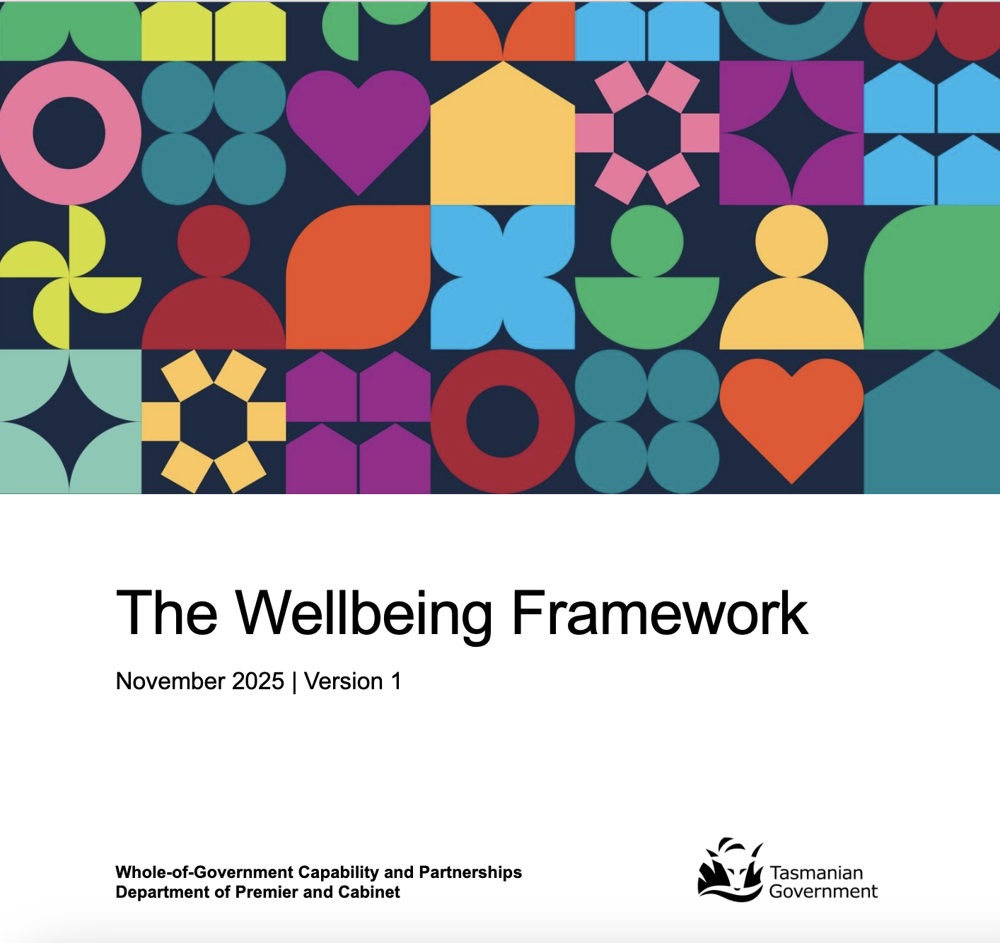 The Wellbeing Framework
November 2025 | Version 1
Whole-of-Government Capability and Partnerships
Department of Premier and Cabinet
Tasmanian
Government